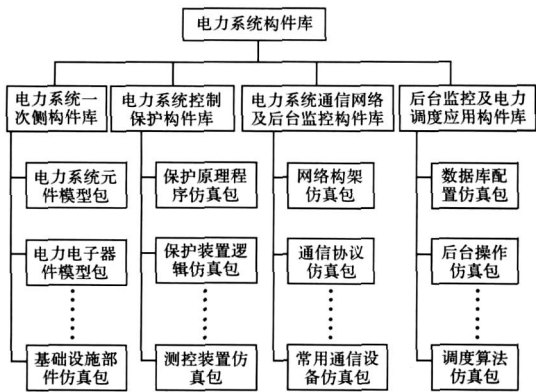 电力系统构件库
电力系统一
次侧构件库
电力系统控制
保护构件库
电力系统通信网络
及后台监控构件库
后台监控及电力
调度应用构件库
电力系统元
件模型包
保护原理程
序仿真包
网络构架
仿真包
数据库配
置仿真包
电力电子器
件模型包
保护装置逻
辑仿真包
通信协议
仿真包
后台操作
仿真包
基础设施部
件仿真包
测控装置仿
真包
常用通信设
备仿真包
调度算法
仿真包